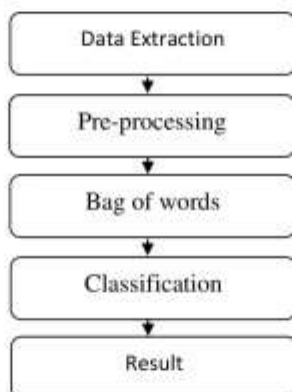 Data Extraction
Pre-processing
Bag of words
Classification
Result